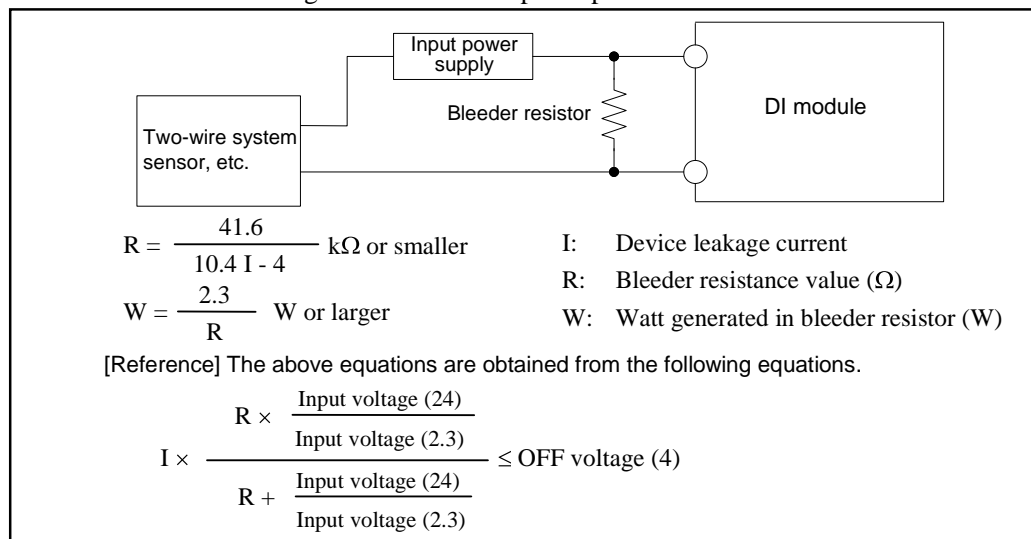 Input power
supply
Bleeder resistor
DI module
Two-wire system
sensor, etc.
R = 41.6 / 10.4 I - 4 kΩ or smaller
I: Device leakage current
R: Bleeder resistance value (Ω)
W = 2.3 / R W or larger
W: Watt generated in bleeder resistor (W)
[Reference] The above equations are obtained from the following equations.
R × Input voltage (24)
Input voltage (2.3)
I × ≤ OFF voltage (4)
R + Input voltage (24)
Input voltage (2.3)